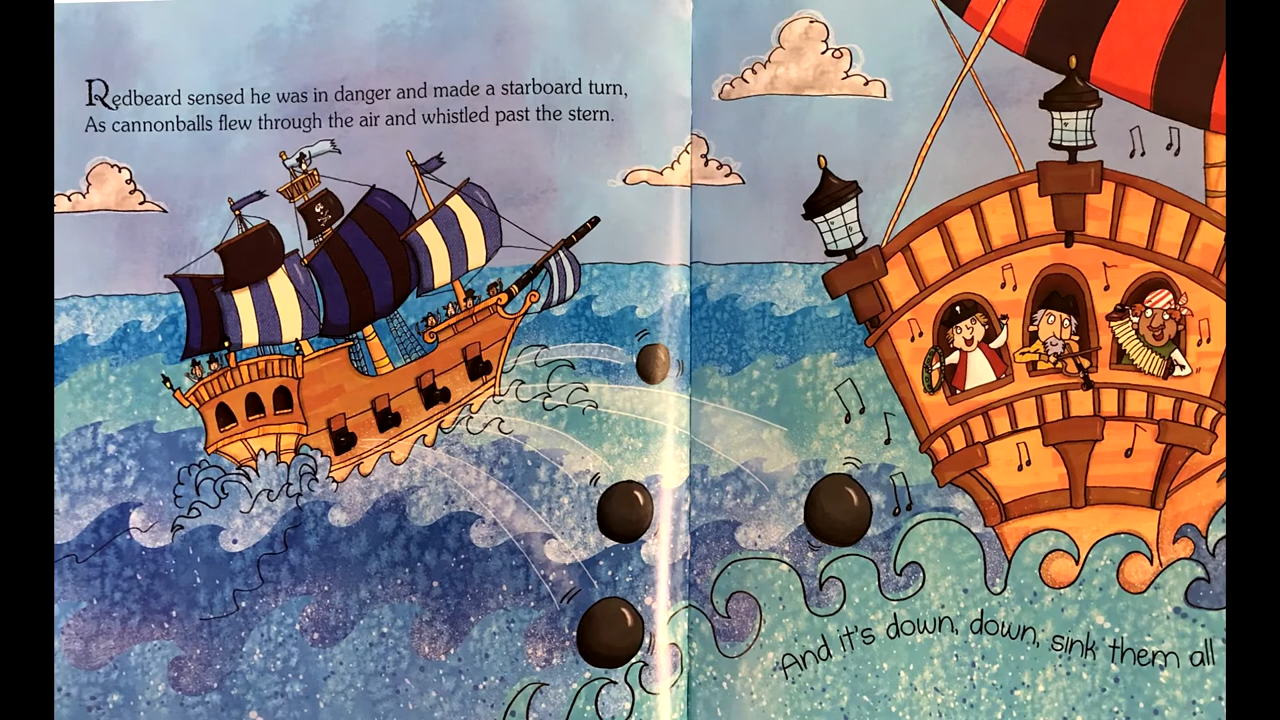 Redbeard sensed he was in danger and made a starboard turn,
As cannonballs flew through the air and whistled past the stern.
And it's down, down, sink them all